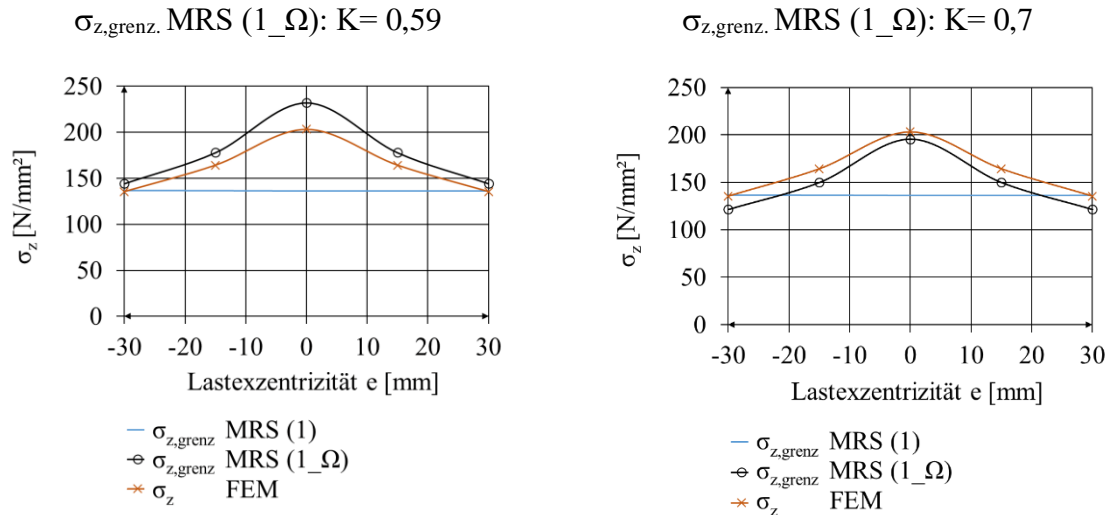 σz,grenz. MRS (1_Ω): K= 0,59
250
200
150
100
50
0
σz [N/mm²]
-30 -20 -10 0 10 20 30
Lastexzentrizität e [mm]
σz,grenz MRS (1)
σz,grenz MRS (1_Ω)
σz FEM
σz,grenz. MRS (1_Ω): K= 0,7
250
200
150
100
50
0
σz [N/mm²]
-30 -20 -10 0 10 20 30
Lastexzentrizität e [mm]
σz,grenz MRS (1)
σz,grenz MRS (1_Ω)
σz FEM